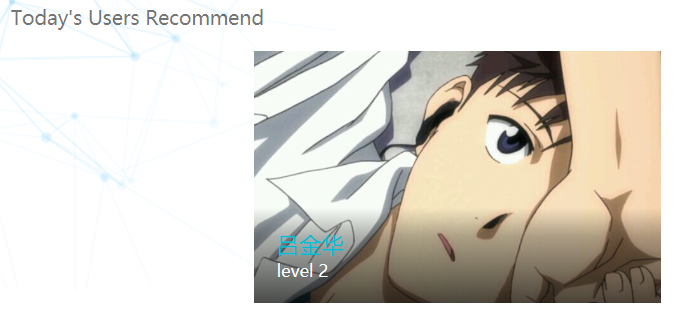 Today's Users Recommend
吕金华
level 2